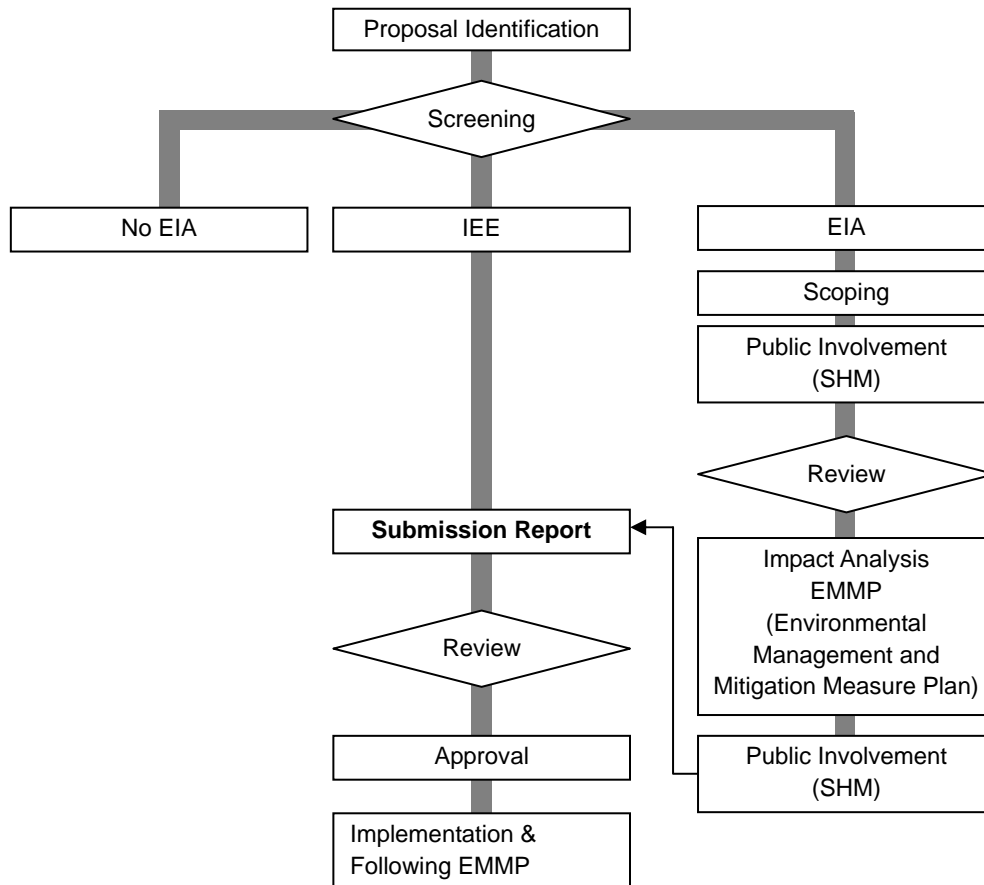 Proposal Identification
Screening
No EIA
IEE
EIA
Scoping
Public Involvement
(SHM)
Review
Submission Report
Impact Analysis
EMMP
(Environmental
Management and
Mitigation Measure Plan)
Review
Approval
Public Involvement
(SHM)
Implementation &
Following EMMP